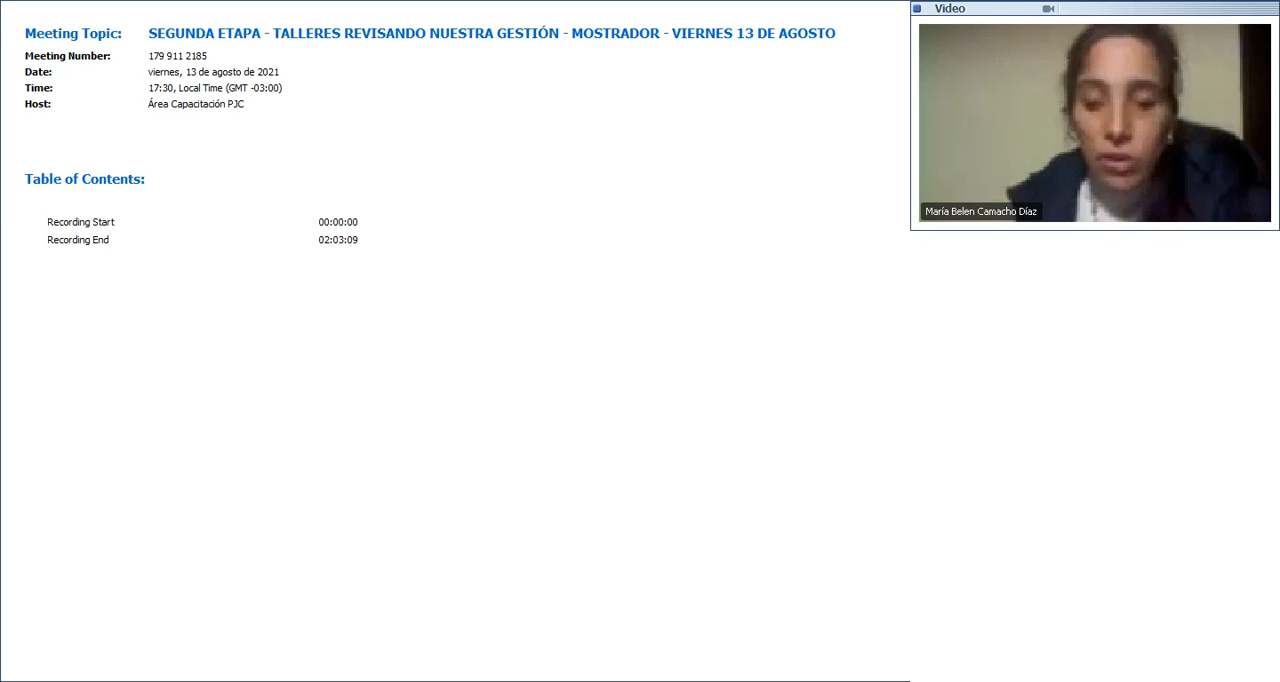 Meeting Topic: SEGUNDA ETAPA - TALLERES REVISANDO NUESTRA GESTIÓN - MOSTRADOR - VIERNES 13 DE AGOSTO
Meeting Number: 179 911 2185
Date: viernes, 13 de agosto de 2021
Time: 17:30, Local Time (GMT -03:00)
Host: Área Capacitación PJC
Table of Contents:
Recording Start 00:00:00
Recording End 02:03:09
Video
María Belen Camacho Díaz